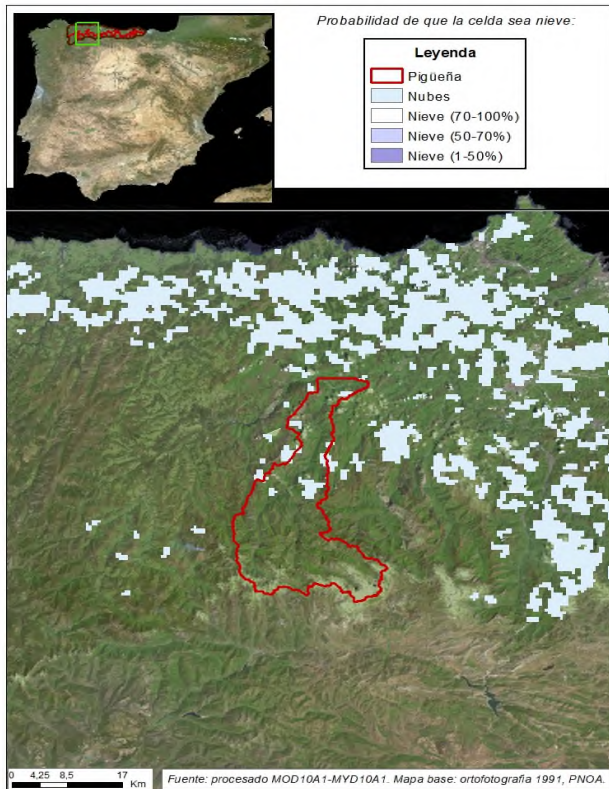 Probabilidad de que la celda sea nieve:
Leyenda
Pigüeña
Nubes
Nieve (70-100%)
Nieve (50-70%)
Nieve (1-50%)
0 4,25 8,5 17
Km
Fuente: procesado MOD10A1-MYD10A1. Mapa base: ortofotografia 1991, PNOA.